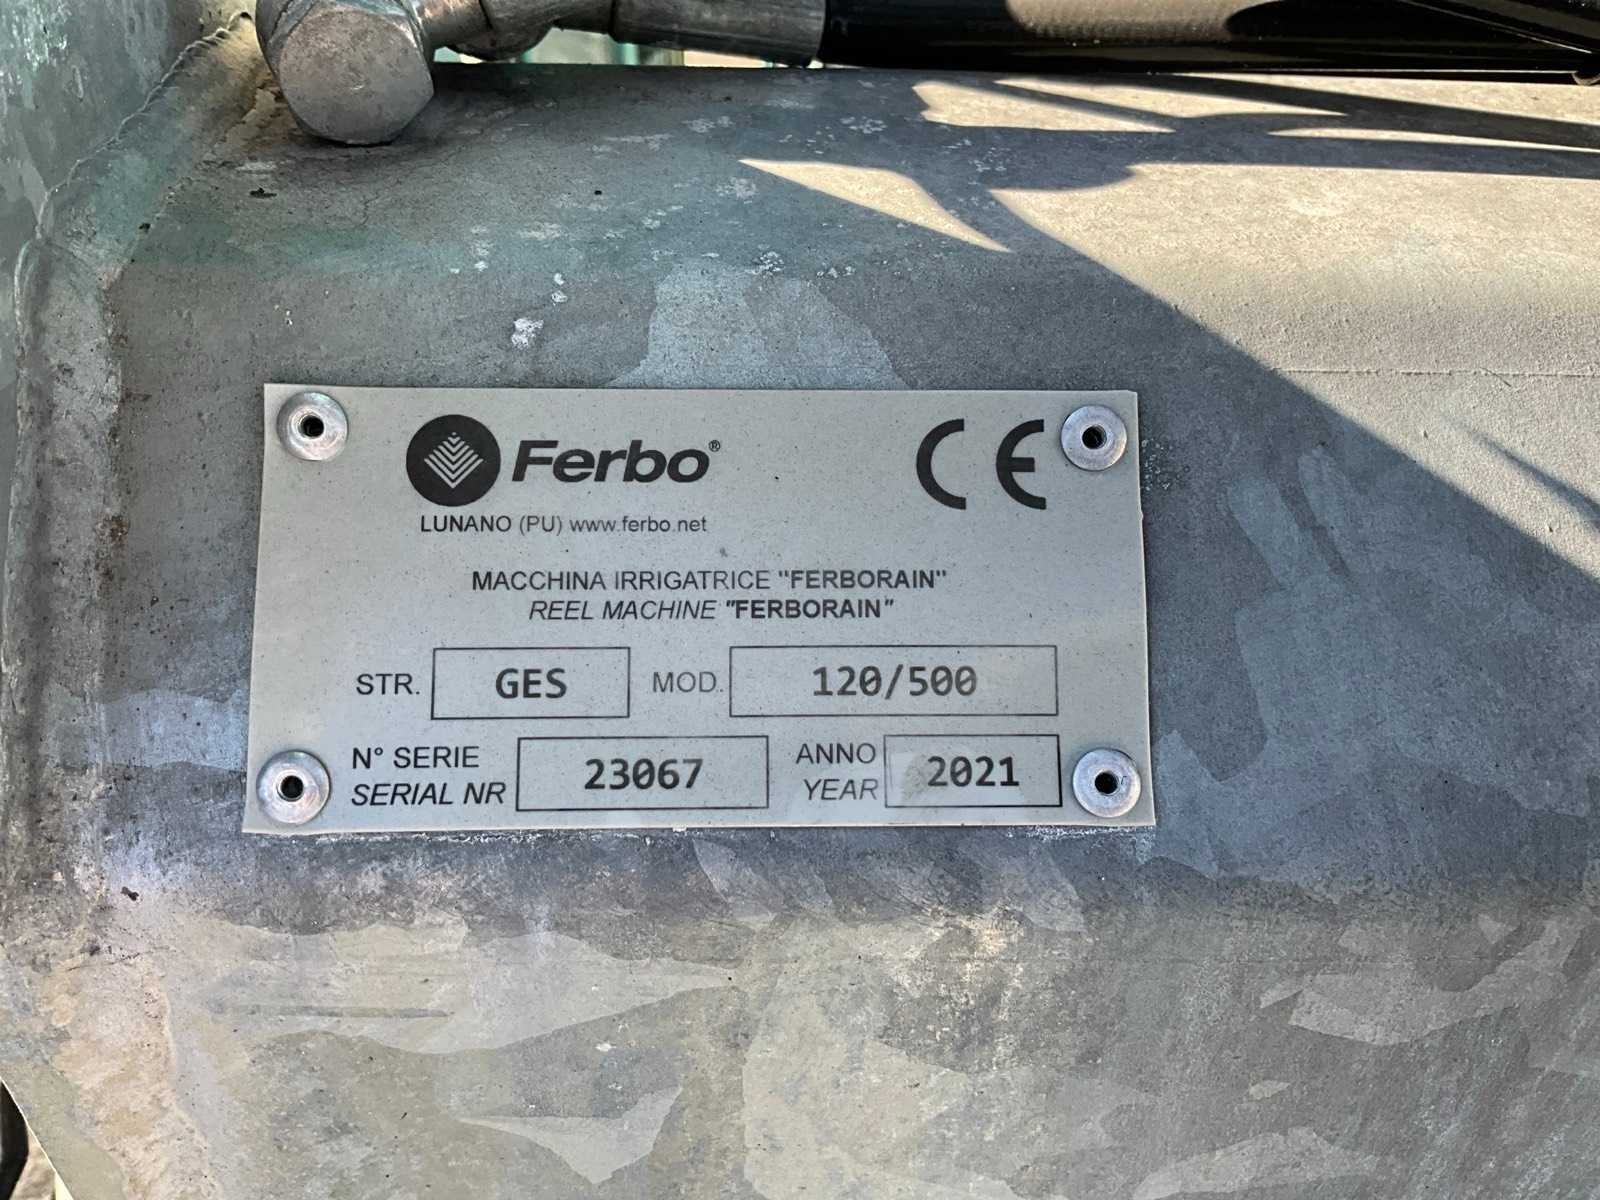 Ferbo® CE
LUNANO (PU) www.ferbo.net
MACCHINA IRRIGATRICE "FERBORAIN"
REEL MACHINE "FERBORAIN"
STR. GES MOD. 120/500
N° SERIE ANNO
SERIAL NR 23067 YEAR 2021